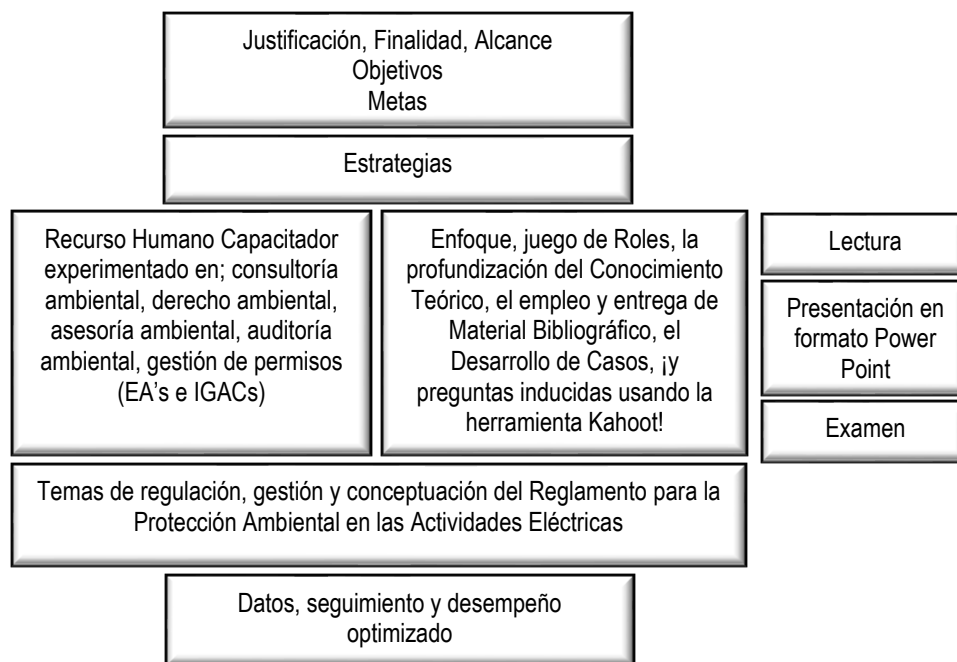 Justificación, Finalidad, Alcance
Objetivos
Metas
Estrategias
Recurso Humano Capacitador
experimentado en; consultoría
ambiental, derecho ambiental,
asesoría ambiental, auditoría
ambiental, gestión de permisos
(EA's e IGACs)
Enfoque, juego de Roles, la
profundización del Conocimiento
Teórico, el empleo y entrega de
Material Bibliográfico, el
Desarrollo de Casos, ¡y
preguntas inducidas usando la
herramienta Kahoot!
Lectura
Presentación en
formato Power
Point
Examen
Temas de regulación, gestión y conceptuación del Reglamento para la
Protección Ambiental en las Actividades Eléctricas
Datos, seguimiento y desempeño
optimizado